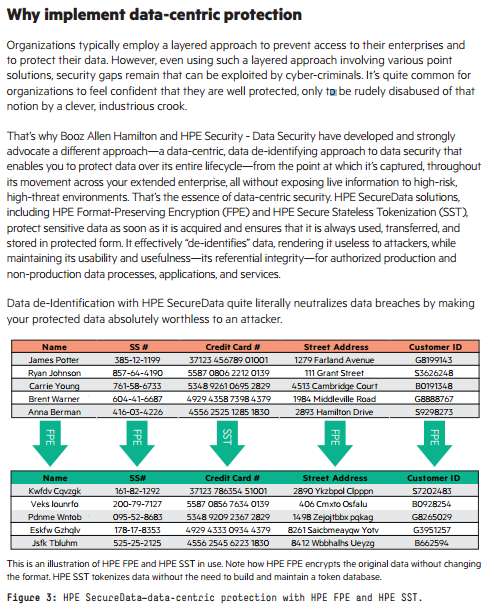 Why implement data-centric protection
Organizations typically employ a layered approach to prevent access to their enterprises and
to protect their data. However, even using such a layered approach involving various point
solutions, security gaps remain that can be exploited by cyber-criminals. It's quite common for
organizations to feel confident that they are well protected, only to be rudely disabused of that
notion by a clever, industrious crook.
That's why Booz Allen Hamilton and HPE Security - Data Security have developed and strongly
advocate a different approach—a data-centric, data de-identifying approach to data security that
enables you to protect data over its entire lifecycle—from the point at which it's captured, throughout
its movement across your extended enterprise, all without exposing live information to high-risk,
high-threat environments. That's the essence of data-centric security. HPE SecureData solutions,
including HPE Format-Preserving Encryption (FPE) and HPE Secure Stateless Tokenization (SST),
protect sensitive data as soon as it is acquired and ensures that it is always used, transferred, and
stored in protected form. It effectively "de-identifies" data, rendering it useless to attackers, while
maintaining its usability and usefulness—its referential integrity—for authorized production and
non-production data processes, applications, and services.
Data de-Identification with HPE SecureData quite literally neutralizes data breaches by making
your protected data absolutely worthless to an attacker.
Name SS # Credit Card # Street Address Customer ID
James Potter 385-12-1199 37123 456789 01001 1279 Farland Avenue G8199143
Ryan Johnson 857-64-4190 5587 0806 2212 0139 111 Grant Street S3626248
Carrie Young 761-58-6733 5348 9261 0695 2829 4513 Cambridge Court B0191348
Brent Warner 604-41-6687 4929 4358 7398 4379 1984 Middleville Road G8888767
Anna Berman 416-03-4226 4556 2525 1285 1830 2893 Hamilton Drive S9298273
FPE FPE SST FPE FPE
Name SS# Credit Card # Street Address Customer ID
Kwfdv Cqvzgk 161-82-1292 37123 786354 51001 2890 Ykzbpol Clpppn S7202483
Veks Iounrfo 200-79-7127 5587 0856 7634 0139 406 Cmxto Osfalu B0928254
Pdnme Wntob 095-52-8683 5348 9209 2367 2829 1498 Zejojtbbx pqkag G8265029
Eskfw Gzhqlv 178-17-8353 4929 4333 0934 4379 8261 Saicbmeayqw Yotv G3951257
Jsfk Tbluhm 525-25-2125 4556 2545 6223 1830 8412 Wbbhalhs Ueyzg B662594
This is an illustration of HPE FPE and HPE SST in use. Note how HPE FPE encrypts the original data without changing
the format. HPE SST tokenizes data without the need to build and maintain a token database.
Figure 3: HPE SecureData—data-centric protection with HPE FPE and HPE SST.